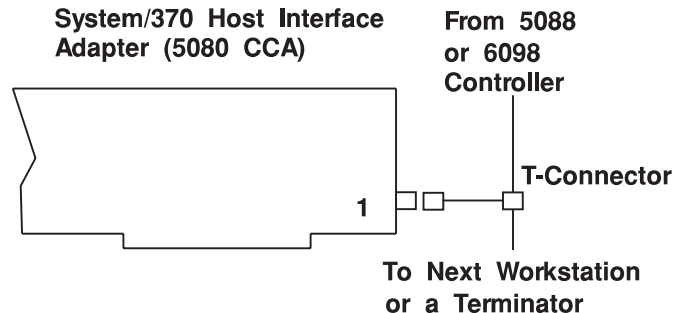 System/370 Host Interface
Adapter (5080 CCA)
From 5088
or 6098
Controller
T-Connector
1
To Next Workstation
or a Terminator